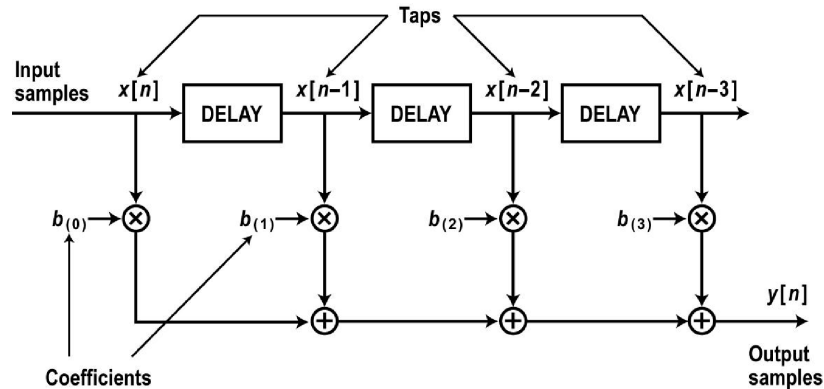 Taps
Input
samples
x[n]
x[n–1]
x[n–2]
x[n–3]
DELAY
DELAY
DELAY
b(0)
b(1)
b(2)
b(3)
y[n]
Coefficients
Output
samples